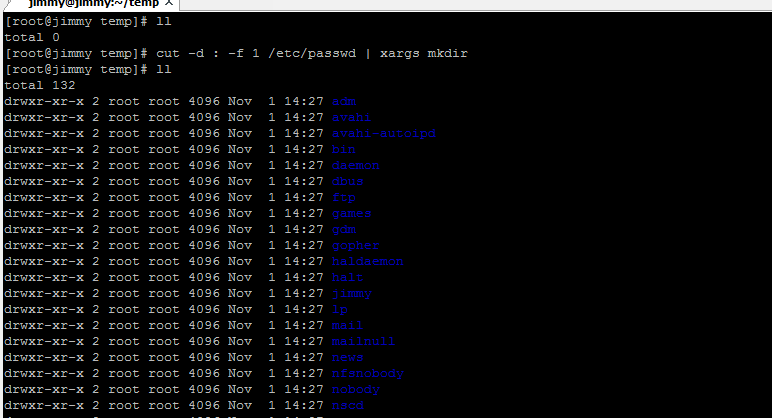 jimmy@jimmy:~/temp X
[root@jimmy temp]# ll
total 0
[root@jimmy temp]# cut -d : -f 1 /etc/passwd | xargs mkdir
[root@jimmy temp]# ll
total 132
drwxr-xr-x 2 root root 4096 Nov  1 14:27 adm
drwxr-xr-x 2 root root 4096 Nov  1 14:27 avahi
drwxr-xr-x 2 root root 4096 Nov  1 14:27 avahi-autoipd
drwxr-xr-x 2 root root 4096 Nov  1 14:27 bin
drwxr-xr-x 2 root root 4096 Nov  1 14:27 daemon
drwxr-xr-x 2 root root 4096 Nov  1 14:27 dbus
drwxr-xr-x 2 root root 4096 Nov  1 14:27 ftp
drwxr-xr-x 2 root root 4096 Nov  1 14:27 games
drwxr-xr-x 2 root root 4096 Nov  1 14:27 gdm
drwxr-xr-x 2 root root 4096 Nov  1 14:27 gopher
drwxr-xr-x 2 root root 4096 Nov  1 14:27 haldaemon
drwxr-xr-x 2 root root 4096 Nov  1 14:27 halt
drwxr-xr-x 2 root root 4096 Nov  1 14:27 jimmy
drwxr-xr-x 2 root root 4096 Nov  1 14:27 lp
drwxr-xr-x 2 root root 4096 Nov  1 14:27 mail
drwxr-xr-x 2 root root 4096 Nov  1 14:27 mailnull
drwxr-xr-x 2 root root 4096 Nov  1 14:27 news
drwxr-xr-x 2 root root 4096 Nov  1 14:27 nfsnobody
drwxr-xr-x 2 root root 4096 Nov  1 14:27 nobody
drwxr-xr-x 2 root root 4096 Nov  1 14:27 nscd